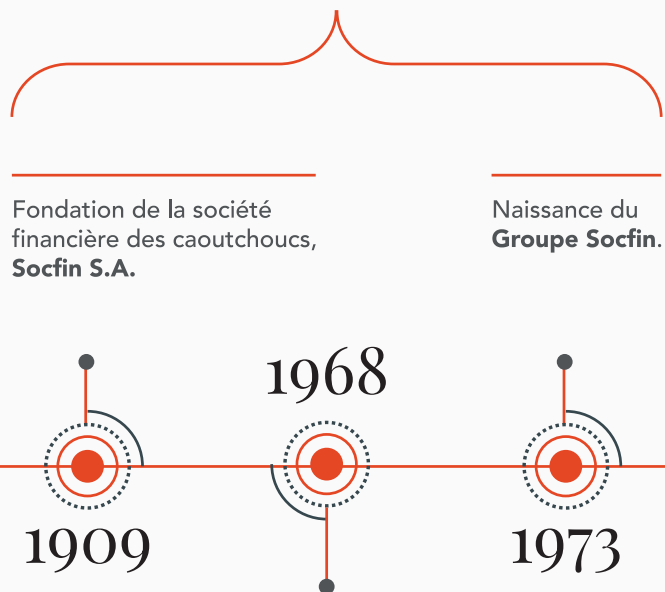 Fondation de la société
financière des caoutchoucs,
Socfin S.A.
Naissance du
Groupe Socfin.
1968
1909
1973